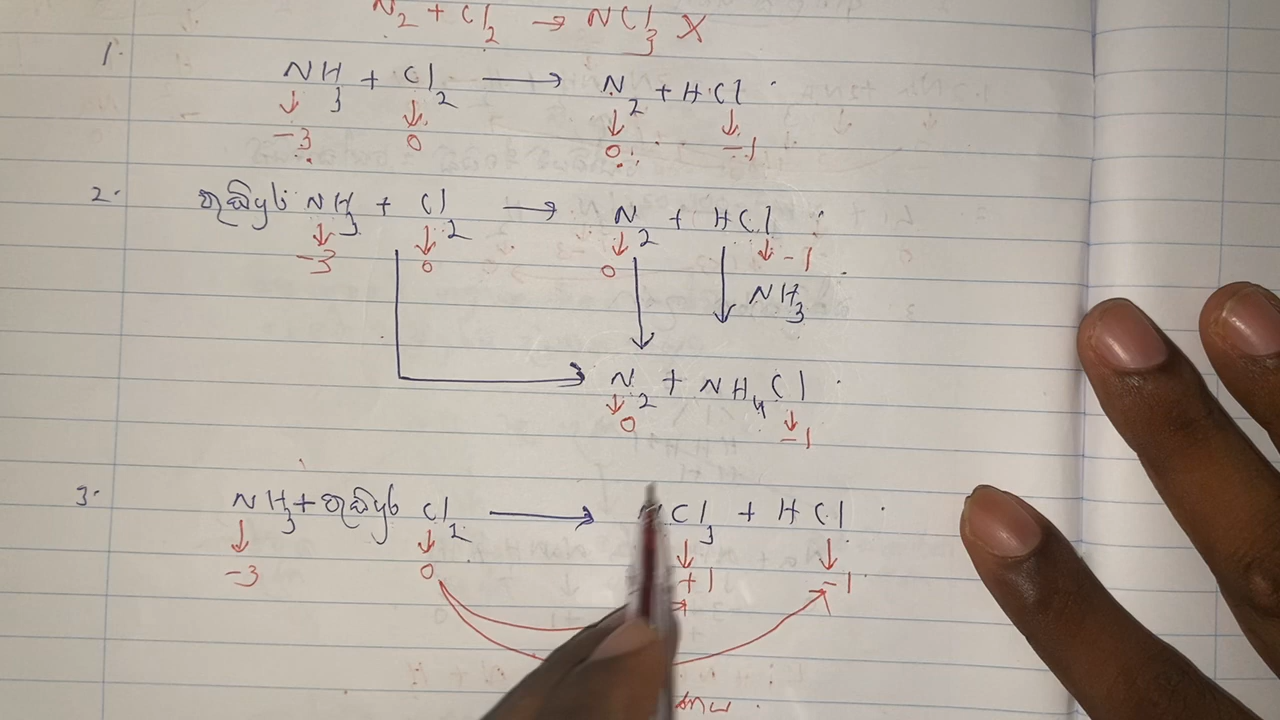 N₂ + Cl₂ → NCl₃ X
1. NH₃ + Cl₂ → N₂ + HCl
↓ ↓ ↓ ↓
-3 0 0 -1
2. වැඩිපුර NH₃ + Cl₂ → N₂ + HCl
↓ ↓ ↓ ↓ -1
-3 0 0
↓ ↓ NH₃
→ N₂ + NH₄Cl
↓ ↓
0 -1
3. NH₃ + වැඩිපුර Cl₂ → NCl₃ + HCl
↓ ↓ ↓ ↓
-3 0 +1 -1